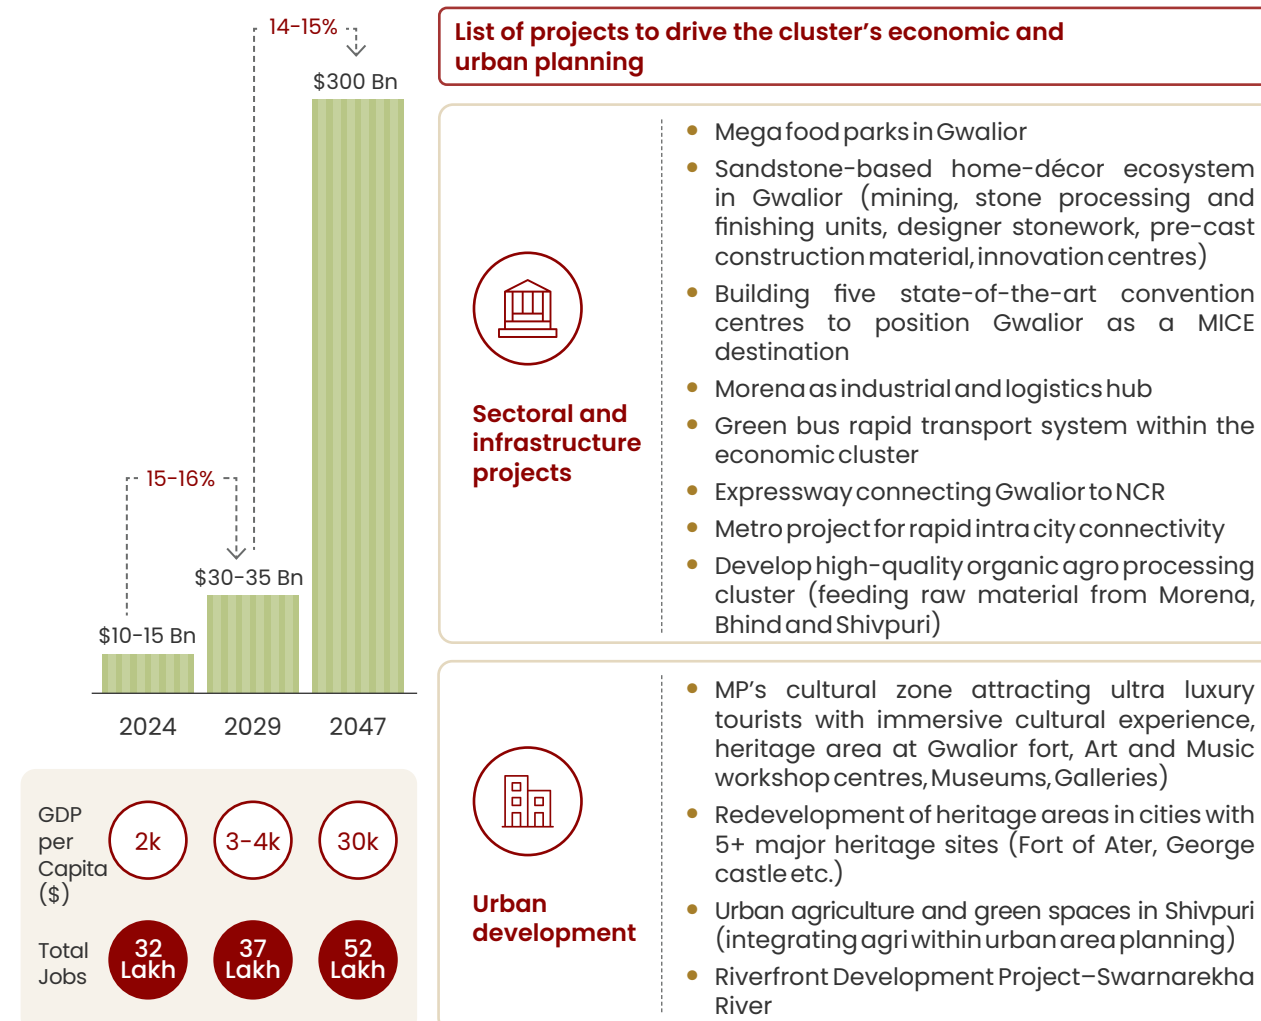 14-15%
$300 Bn
15-16%
$30-35 Bn
$10-15 Bn
2024 2029 2047
GDP
per
Capita
($)
2k 3-4k 30k
Total
Jobs
32
Lakh
37
Lakh
52
Lakh
List of projects to drive the cluster's economic and
urban planning
Sectoral and
infrastructure
projects
• Mega food parks in Gwalior
• Sandstone-based home-décor ecosystem
in Gwalior (mining, stone processing and
finishing units, designer stonework, pre-cast
construction material, innovation centres)
• Building five state-of-the-art convention
centres to position Gwalior as a MICE
destination
• Morena as industrial and logistics hub
• Green bus rapid transport system within the
economic cluster
• Expressway connecting Gwalior to NCR
• Metro project for rapid intra city connectivity
• Develop high-quality organic agro processing
cluster (feeding raw material from Morena,
Bhind and Shivpuri)
Urban
development
• MP's cultural zone attracting ultra luxury
tourists with immersive cultural experience,
heritage area at Gwalior fort, Art and Music
workshop centres, Museums, Galleries)
• Redevelopment of heritage areas in cities with
5+ major heritage sites (Fort of Ater, George
castle etc.)
• Urban agriculture and green spaces in Shivpuri
(integrating agri within urban area planning)
• Riverfront Development Project–Swarnarekha
River